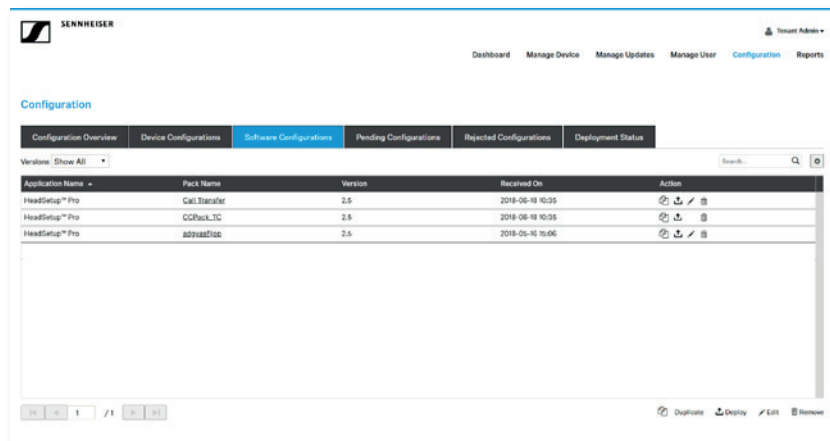 SENNHEISER
Tenant Admin
Dashboard Manage Device Manage Updates Manage User Configuration Reports
Configuration
Configuration Overview Device Configurations Software Configurations Pending Configurations Rejected Configurations Deployment Status
Versions Show All Search..
Application Name Pack Name Version Received On Action
HeadSetup™ Pro Call Transfer 2.5 2018-06-18 10:35
HeadSetup™ Pro CCPack_TC 2.5 2018-06-18 10:35
HeadSetup™ Pro 2.5 2018-05-16 15:06
1 /1 Duplicate Deploy Edit Remove